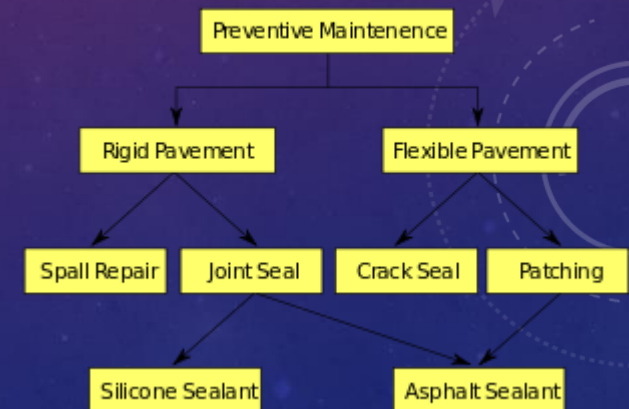 Preventive Maintenence
Rigid Pavement
Flexible Pavement
Spall Repair
Joint Seal
Crack Seal
Patching
Silicone Sealant
Asphalt Sealant